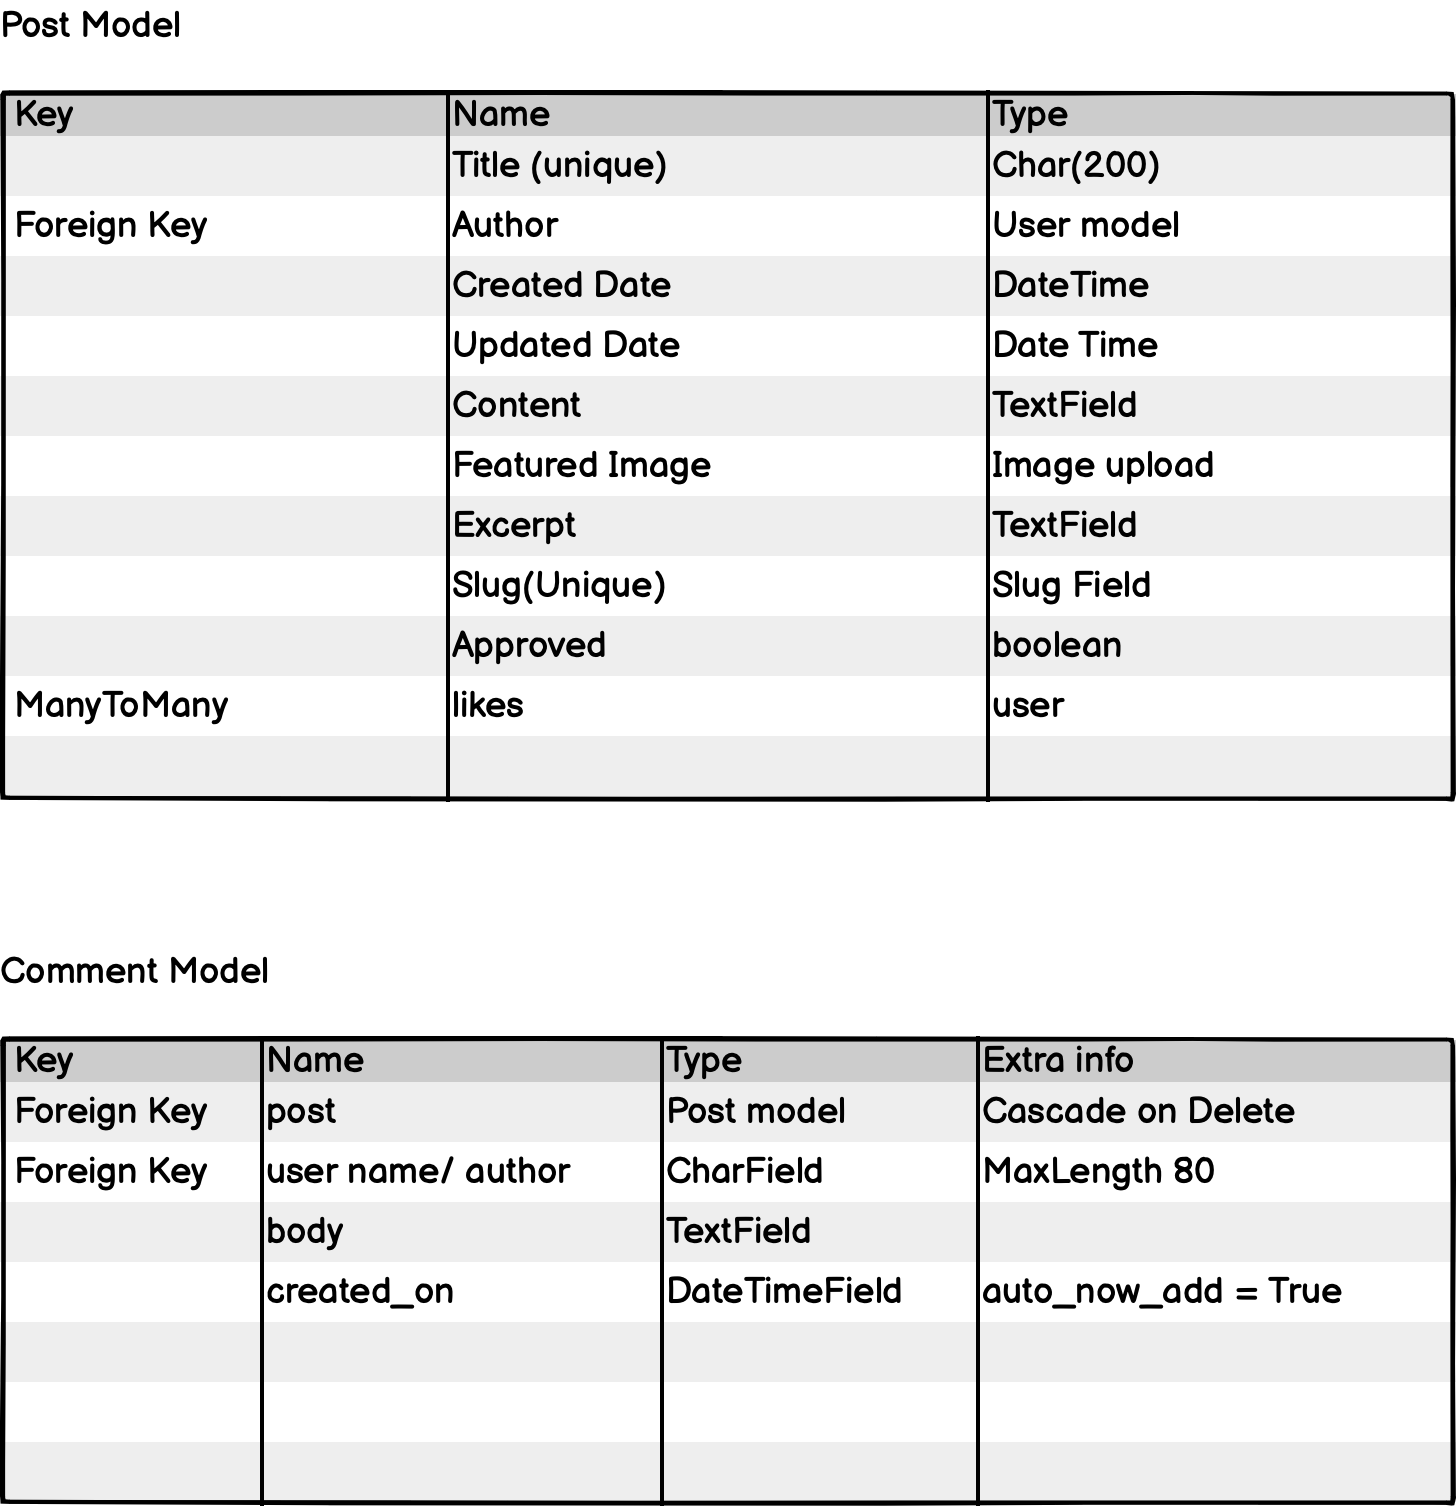 Post Model
Key Name Type
Title (unique) Char(200)
Foreign Key Author User model
Created Date DateTime
Updated Date Date Time
Content TextField
Featured Image Image upload
Excerpt TextField
Slug(Unique) Slug Field
Approved boolean
ManyToMany likes user
Comment Model
Key Name Type Extra info
Foreign Key post Post model Cascade on Delete
Foreign Key user name/ author CharField MaxLength 80
body TextField
created_on DateTimeField auto_now_add = True